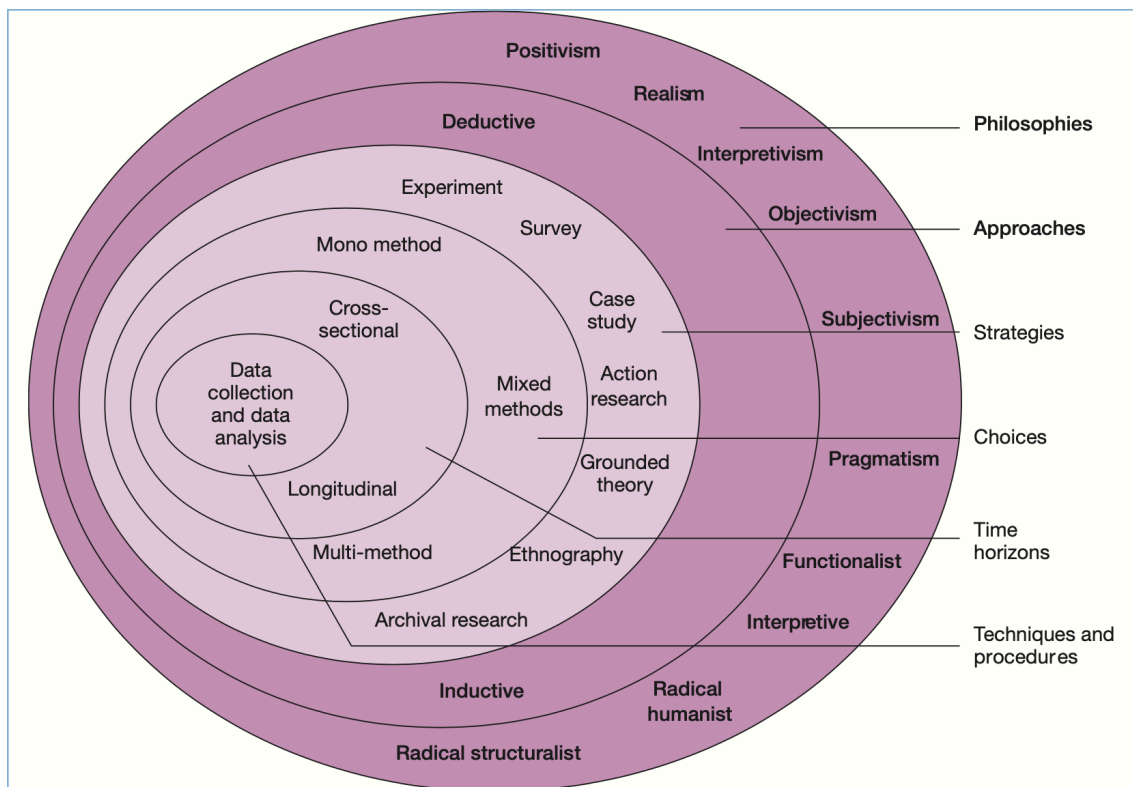 Positivism
Realism
Deductive
Philosophies
Interpretivism
Experiment
Objectivism
Survey
Approaches
Mono method
Case
study
Cross-
sectional
Subjectivism
Strategies
Data
collection
and data
analysis
Mixed
methods
Action
research
Choices
Pragmatism
Grounded
theory
Longitudinal
Time
horizons
Multi-method
Ethnography
Functionalist
Archival research
Interpretive
Techniques and
procedures
Inductive
Radical
humanist
Radical structuralist